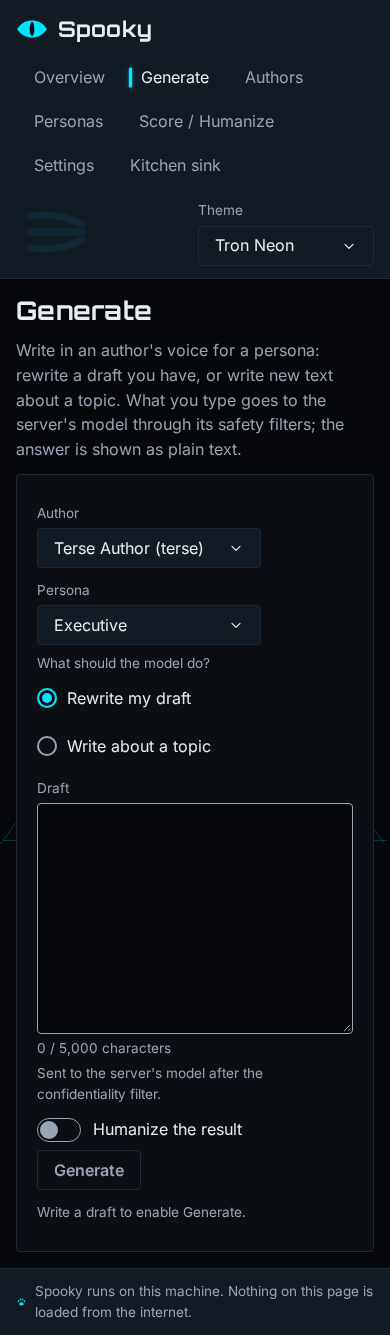 Spooky
Overview
Generate
Authors
Personas
Score / Humanize
Settings
Kitchen sink
Theme
Tron Neon
Generate
Write in an author's voice for a persona:
rewrite a draft you have, or write new text
about a topic. What you type goes to the
server's model through its safety filters; the
answer is shown as plain text.
Author
Terse Author (terse)
Persona
Executive
What should the model do?
Rewrite my draft
Write about a topic
Draft
0 / 5,000 characters
Sent to the server's model after the
confidentiality filter.
Humanize the result
Generate
Write a draft to enable Generate.
Spooky runs on this machine. Nothing on this page is
loaded from the internet.